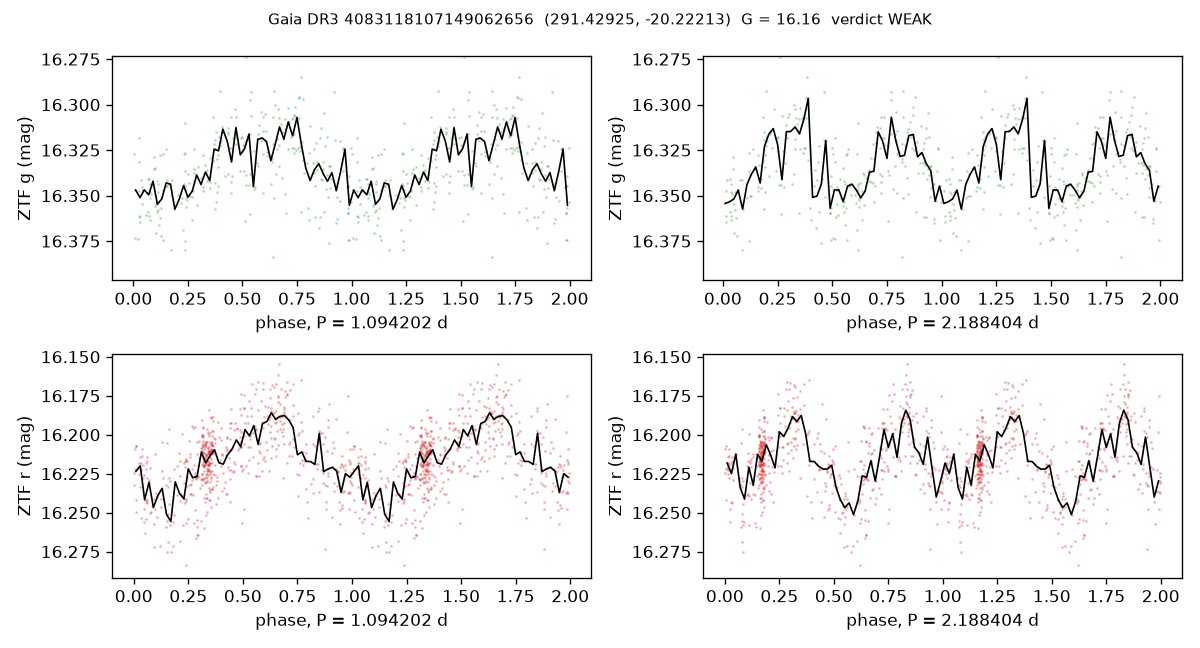 Gaia DR3 4083118107149062656  (291.42925, -20.22213)  G = 16.16  verdict WEAK
ZTF g (mag)
16.275
16.300
16.325
16.350
16.375
0.00 0.25 0.50 0.75 1.00 1.25 1.50 1.75 2.00
phase, P = 1.094202 d
ZTF g (mag)
16.275
16.300
16.325
16.350
16.375
0.00 0.25 0.50 0.75 1.00 1.25 1.50 1.75 2.00
phase, P = 2.188404 d
ZTF r (mag)
16.150
16.175
16.200
16.225
16.250
16.275
0.00 0.25 0.50 0.75 1.00 1.25 1.50 1.75 2.00
phase, P = 1.094202 d
ZTF r (mag)
16.150
16.175
16.200
16.225
16.250
16.275
0.00 0.25 0.50 0.75 1.00 1.25 1.50 1.75 2.00
phase, P = 2.188404 d